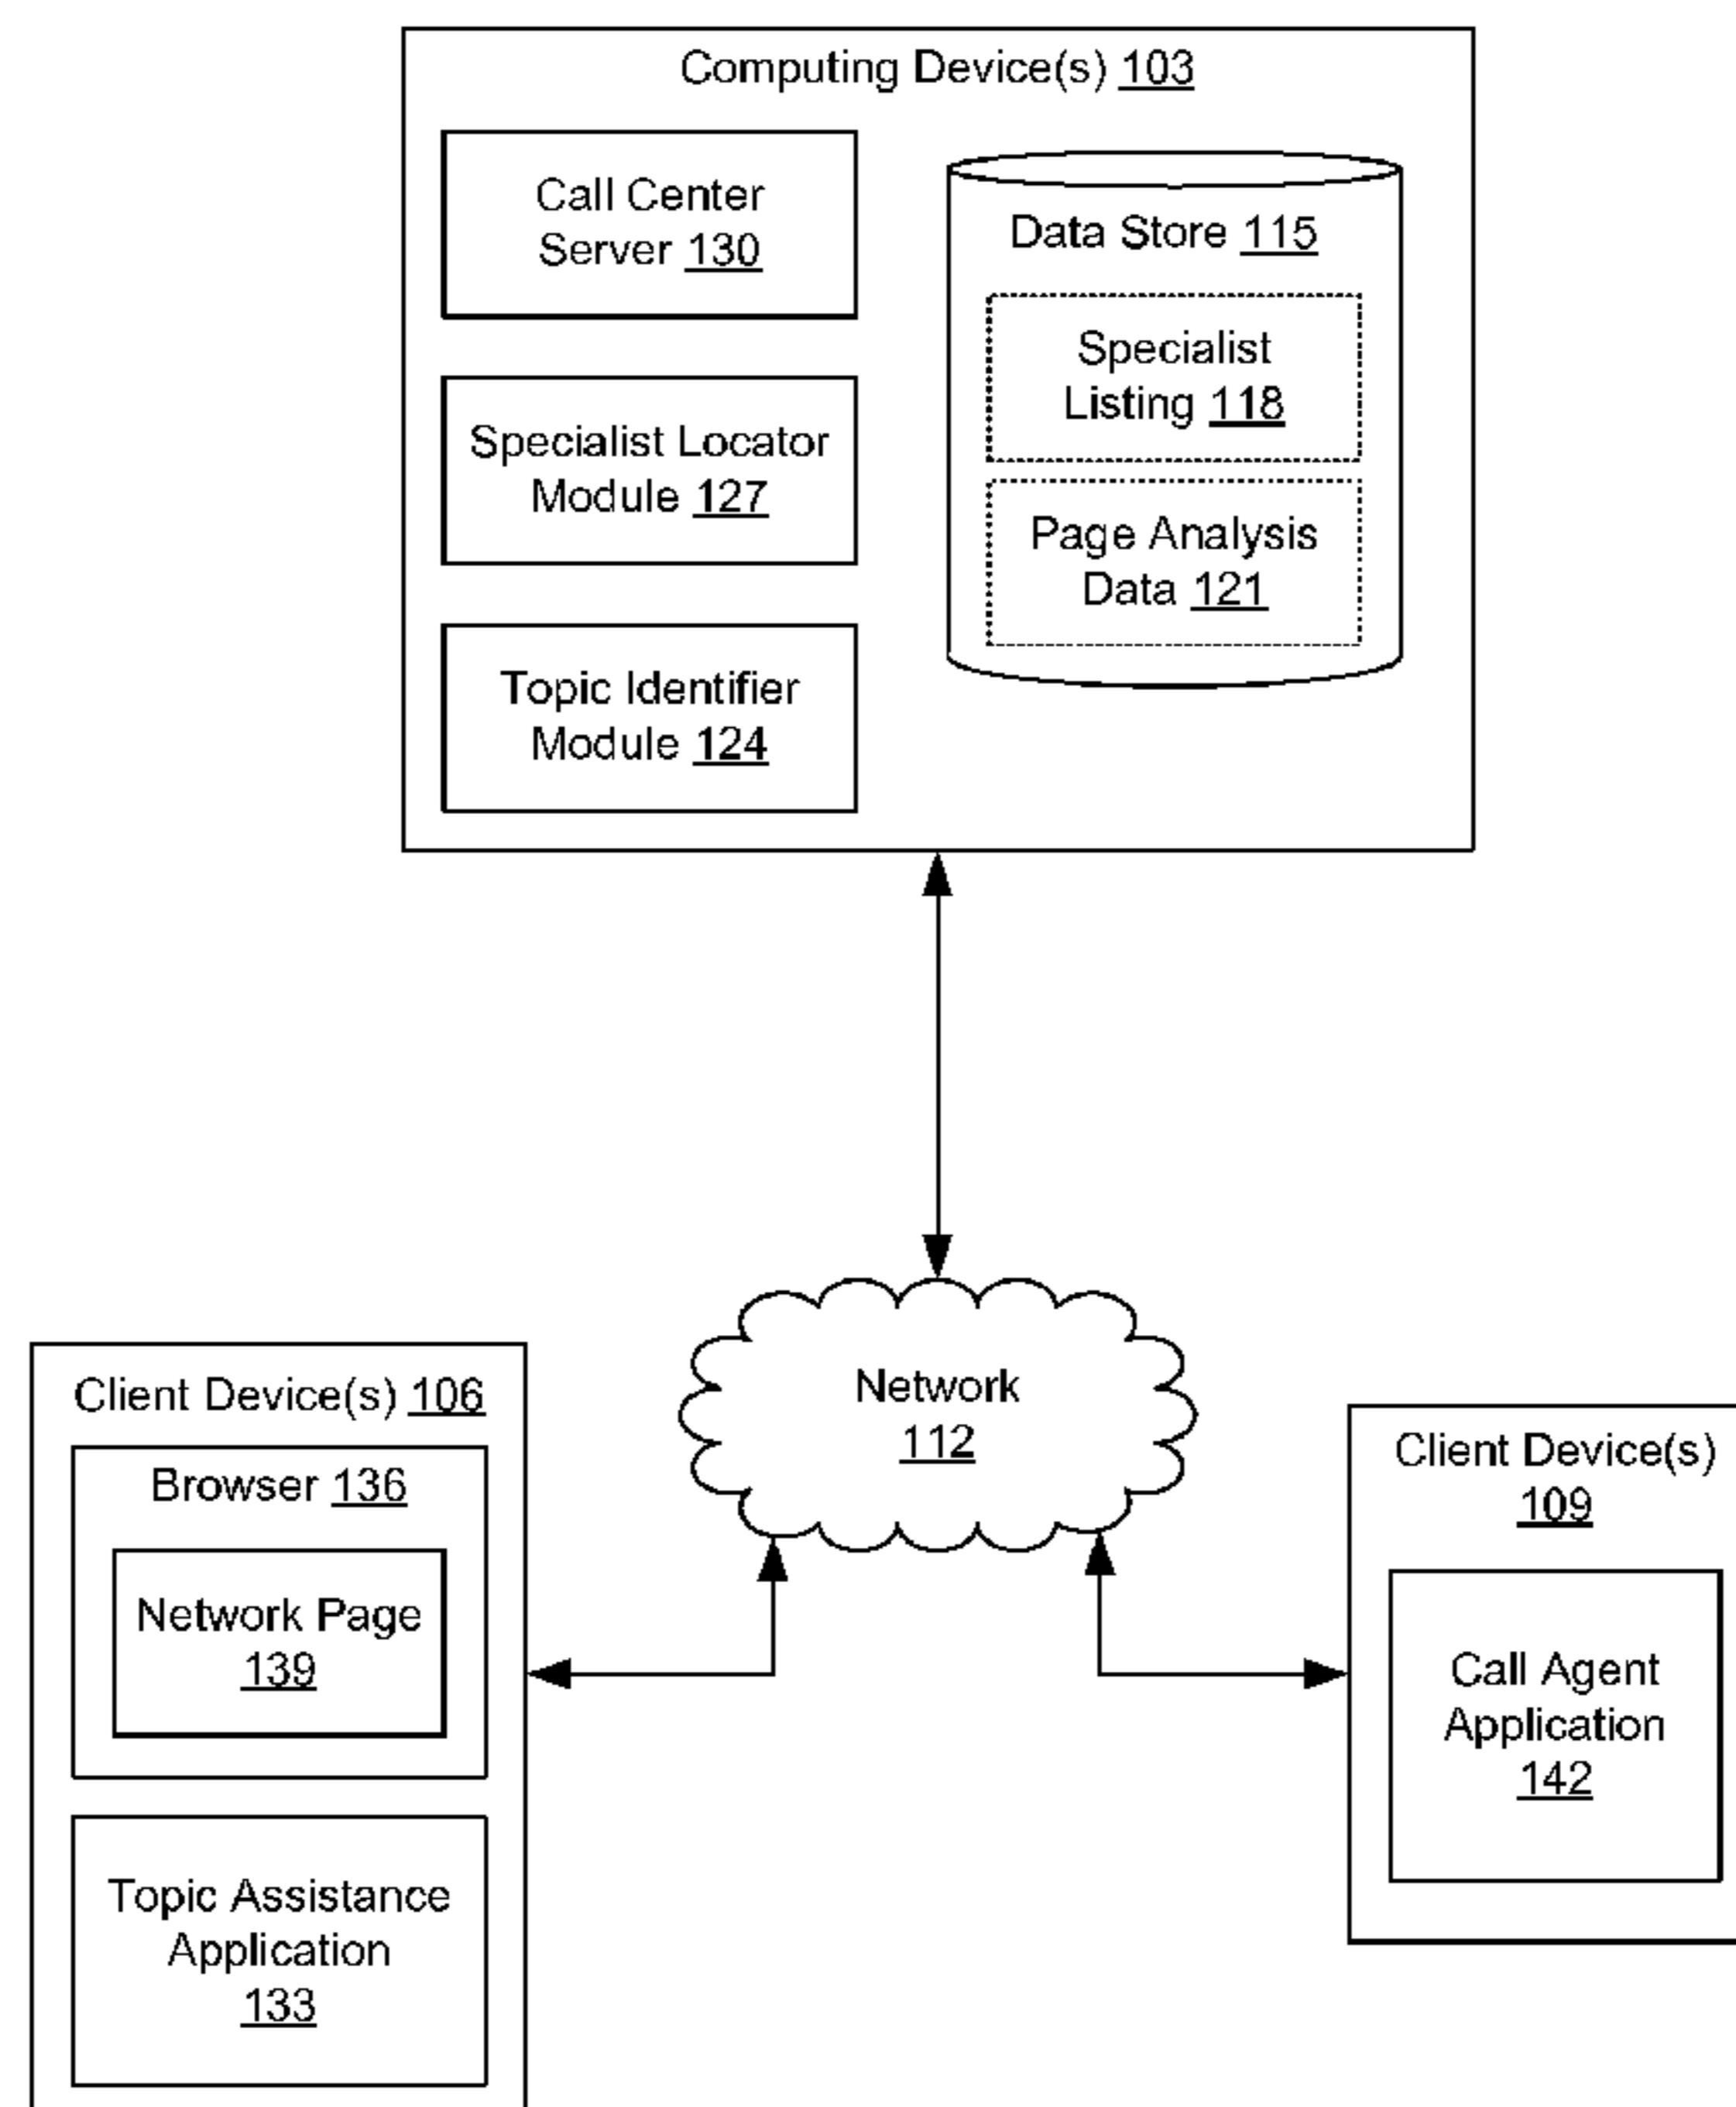 Computing Device(s) 103
Call Center
Server 130
Specialist Locator
Module 127
Topic Identifier
Module 124
Data Store 115
Specialist
Listing 118
Page Analysis
Data 121
Network
112
Client Device(s) 106
Browser 136
Network Page
139
Topic Assistance
Application
133
Client Device(s)
109
Call Agent
Application
142